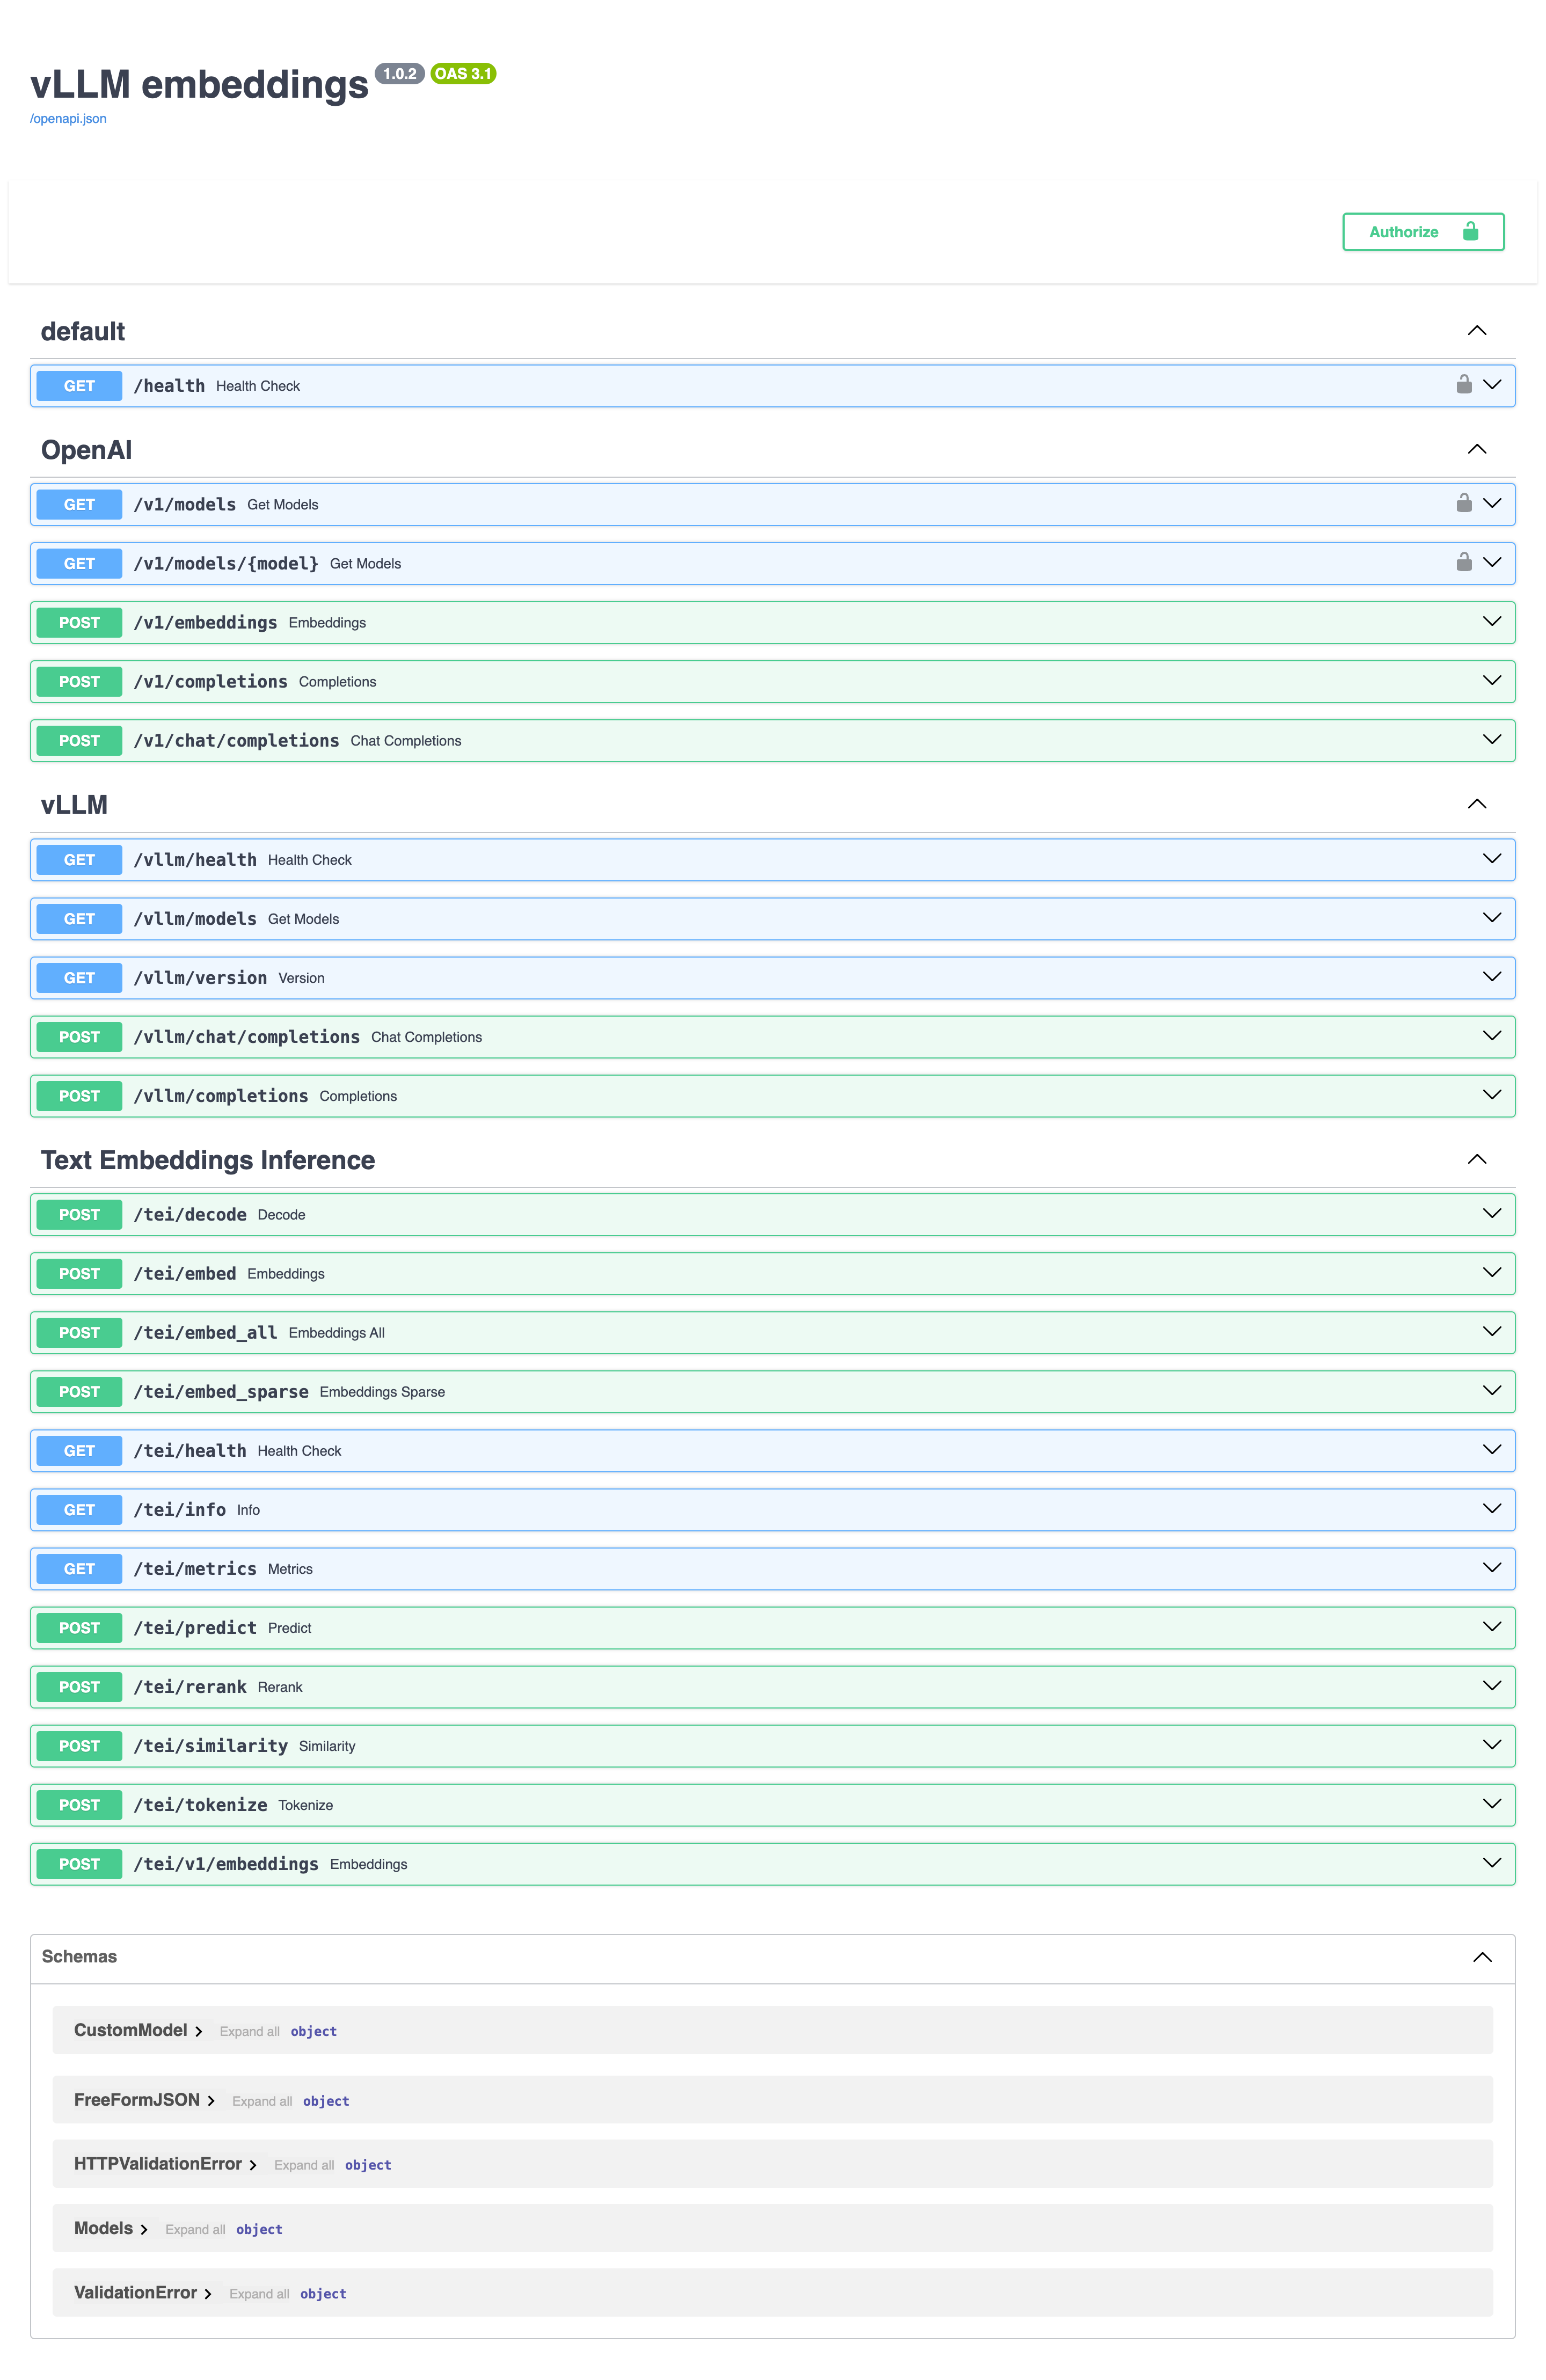 vLLM embeddings 1.0.2 OAS 3.1
/openapi.json
Authorize
default
GET /health Health Check
OpenAI
GET /v1/models Get Models
GET /v1/models/{model} Get Models
POST /v1/embeddings Embeddings
POST /v1/completions Completions
POST /v1/chat/completions Chat Completions
vLLM
GET /vllm/health Health Check
GET /vllm/models Get Models
GET /vllm/version Version
POST /vllm/chat/completions Chat Completions
POST /vllm/completions Completions
Text Embeddings Inference
POST /tei/decode Decode
POST /tei/embed Embeddings
POST /tei/embed_all Embeddings All
POST /tei/embed_sparse Embeddings Sparse
GET /tei/health Health Check
GET /tei/info Info
GET /tei/metrics Metrics
POST /tei/predict Predict
POST /tei/rerank Rerank
POST /tei/similarity Similarity
POST /tei/tokenize Tokenize
POST /tei/v1/embeddings Embeddings
Schemas
CustomModel Expand all object
FreeFormJSON Expand all object
HTTPValidationError Expand all object
Models Expand all object
ValidationError Expand all object